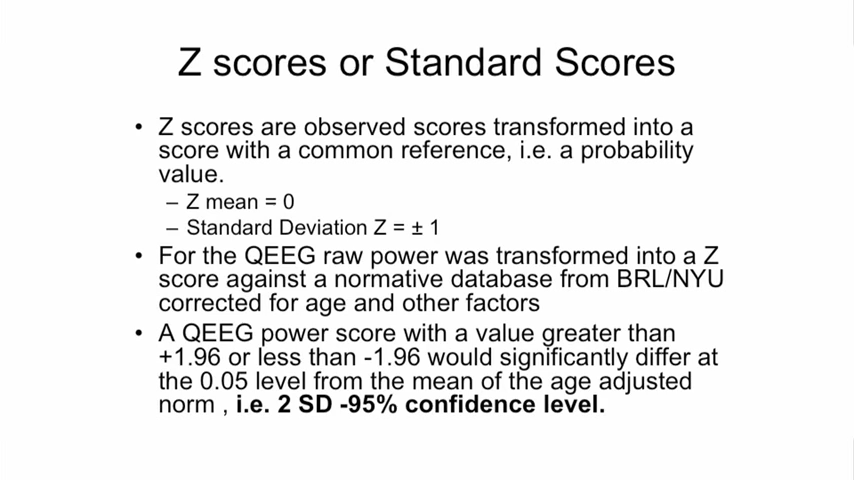 Z scores or Standard Scores
• Z scores are observed scores transformed into a
score with a common reference, i.e. a probability
value.
– Z mean = 0
– Standard Deviation Z = ± 1
• For the QEEG raw power was transformed into a Z
score against a normative database from BRL/NYU
corrected for age and other factors
• A QEEG power score with a value greater than
+1.96 or less than -1.96 would significantly differ at
the 0.05 level from the mean of the age adjusted
norm , i.e. 2 SD -95% confidence level.